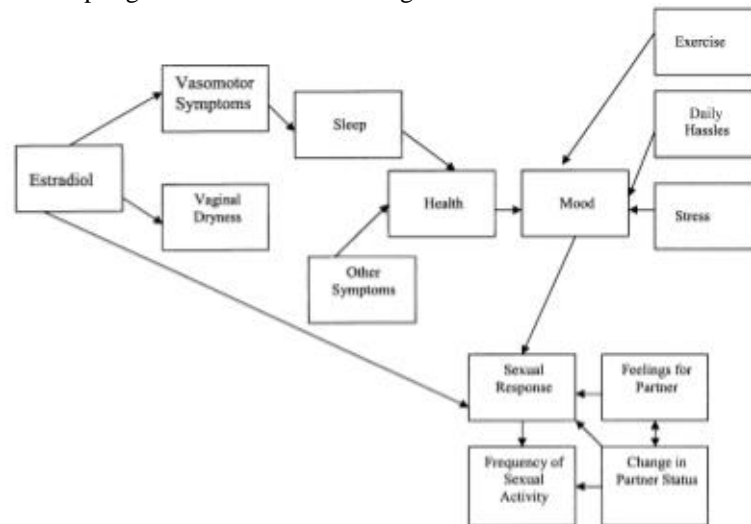 Exercise
Vasomotor
Symptoms
Sleep
Daily
Hassles
Estradiol
Vaginal
Dryness
Health
Mood
Stress
Other
Symptoms
Sexual
Response
Feelings for
Partner
Frequency of
Sexual
Activity
Change in
Partner Status